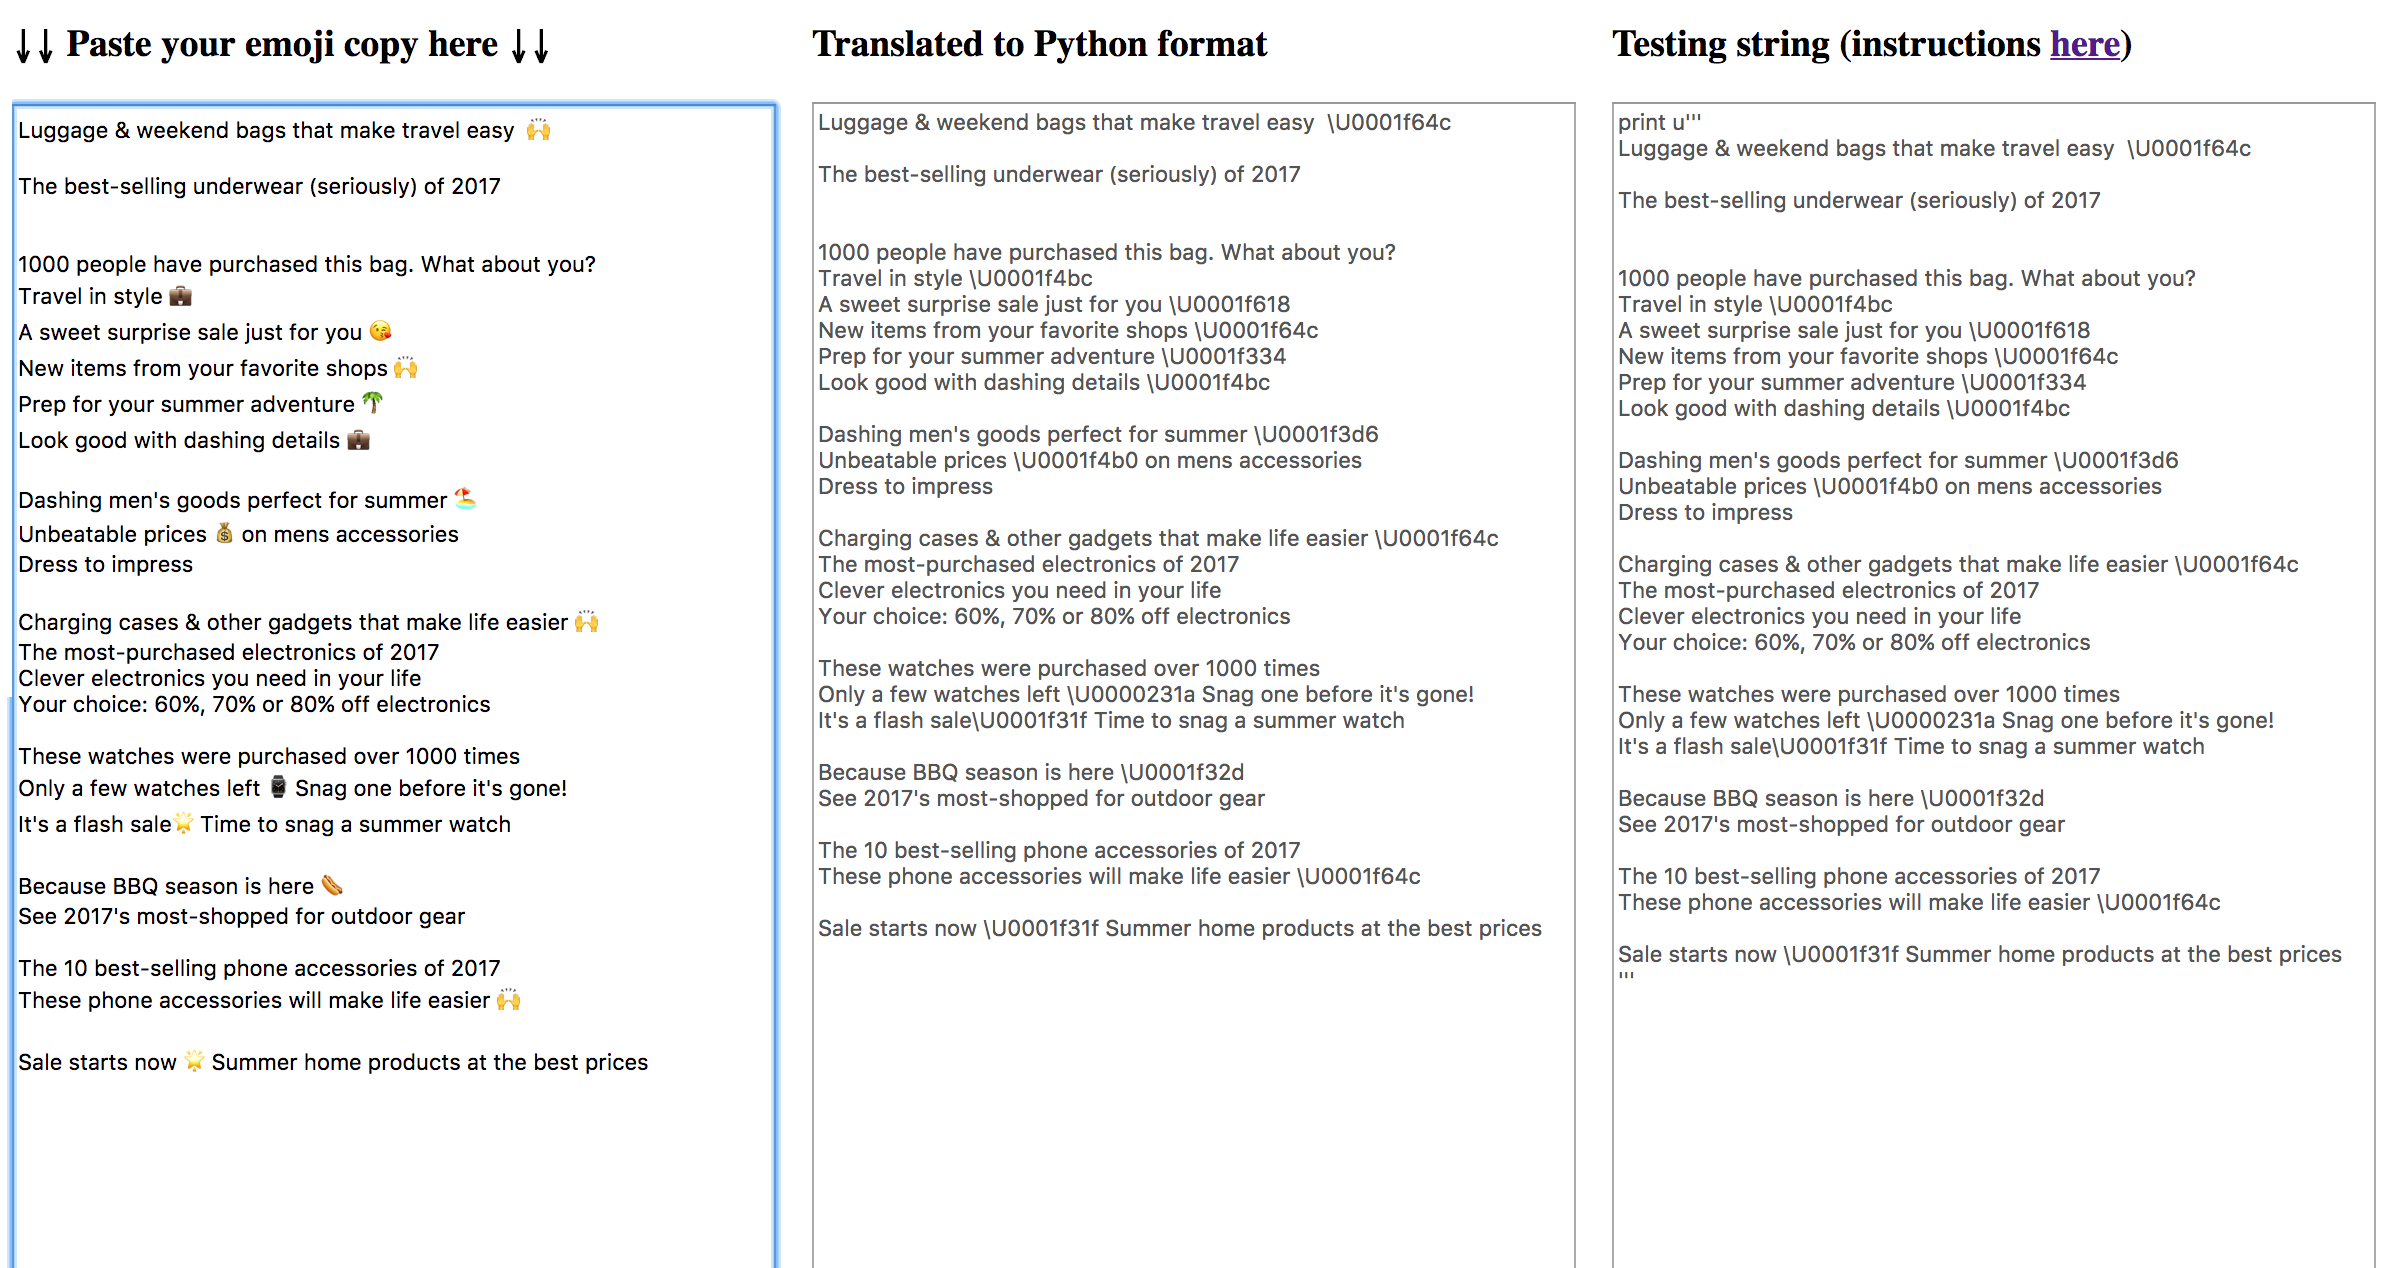 ↓↓ Paste your emoji copy here ↓↓
Luggage & weekend bags that make travel easy  🙌
The best-selling underwear (seriously) of 2017
1000 people have purchased this bag. What about you?
Travel in style 💼
A sweet surprise sale just for you 😘
New items from your favorite shops 🙌
Prep for your summer adventure 🌴
Look good with dashing details 💼
Dashing men's goods perfect for summer 🏖
Unbeatable prices 💰 on mens accessories
Dress to impress
Charging cases & other gadgets that make life easier 🙌
The most-purchased electronics of 2017
Clever electronics you need in your life
Your choice: 60%, 70% or 80% off electronics
These watches were purchased over 1000 times
Only a few watches left ⌚ Snag one before it's gone!
It's a flash sale🌟 Time to snag a summer watch
Because BBQ season is here 🌭
See 2017's most-shopped for outdoor gear
The 10 best-selling phone accessories of 2017
These phone accessories will make life easier 🙌
Sale starts now 🌟 Summer home products at the best prices
Translated to Python format
Luggage & weekend bags that make travel easy  \U0001f64c
The best-selling underwear (seriously) of 2017
1000 people have purchased this bag. What about you?
Travel in style \U0001f4bc
A sweet surprise sale just for you \U0001f618
New items from your favorite shops \U0001f64c
Prep for your summer adventure \U0001f334
Look good with dashing details \U0001f4bc
Dashing men's goods perfect for summer \U0001f3d6
Unbeatable prices \U0001f4b0 on mens accessories
Dress to impress
Charging cases & other gadgets that make life easier \U0001f64c
The most-purchased electronics of 2017
Clever electronics you need in your life
Your choice: 60%, 70% or 80% off electronics
These watches were purchased over 1000 times
Only a few watches left \U0000231a Snag one before it's gone!
It's a flash sale\U0001f31f Time to snag a summer watch
Because BBQ season is here \U0001f32d
See 2017's most-shopped for outdoor gear
The 10 best-selling phone accessories of 2017
These phone accessories will make life easier \U0001f64c
Sale starts now \U0001f31f Summer home products at the best prices
Testing string (instructions here)
print u'''
Luggage & weekend bags that make travel easy  \U0001f64c
The best-selling underwear (seriously) of 2017
1000 people have purchased this bag. What about you?
Travel in style \U0001f4bc
A sweet surprise sale just for you \U0001f618
New items from your favorite shops \U0001f64c
Prep for your summer adventure \U0001f334
Look good with dashing details \U0001f4bc
Dashing men's goods perfect for summer \U0001f3d6
Unbeatable prices \U0001f4b0 on mens accessories
Dress to impress
Charging cases & other gadgets that make life easier \U0001f64c
The most-purchased electronics of 2017
Clever electronics you need in your life
Your choice: 60%, 70% or 80% off electronics
These watches were purchased over 1000 times
Only a few watches left \U0000231a Snag one before it's gone!
It's a flash sale\U0001f31f Time to snag a summer watch
Because BBQ season is here \U0001f32d
See 2017's most-shopped for outdoor gear
The 10 best-selling phone accessories of 2017
These phone accessories will make life easier \U0001f64c
Sale starts now \U0001f31f Summer home products at the best prices
'''